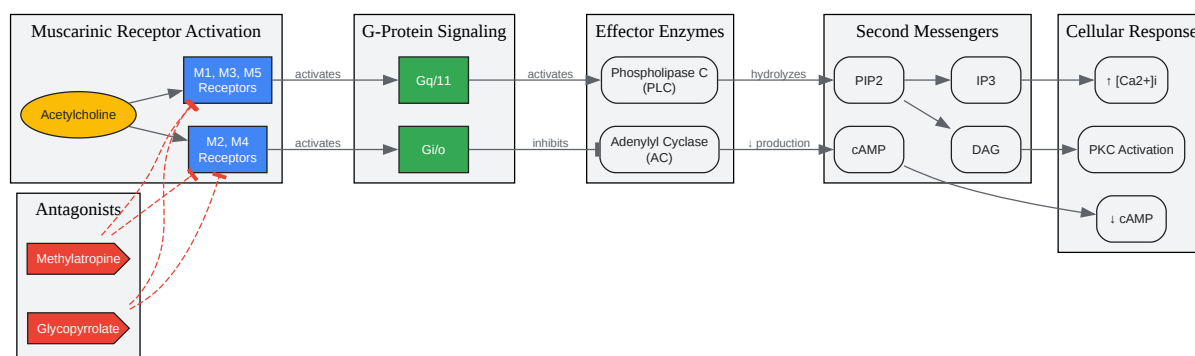 Muscarinic Receptor Activation
G-Protein Signaling
Effector Enzymes
Second Messengers
Cellular Response
M1, M3, M5
Receptors
activates
Gq/11
activates
Phospholipase C
(PLC)
hydrolyzes
PIP2
IP3
↑ [Ca2+]i
Acetylcholine
M2, M4
Receptors
activates
Gi/o
inhibits
Adenylyl Cyclase
(AC)
↓ production
cAMP
DAG
PKC Activation
↓ cAMP
Antagonists
Methylatropine
Glycopyrrolate